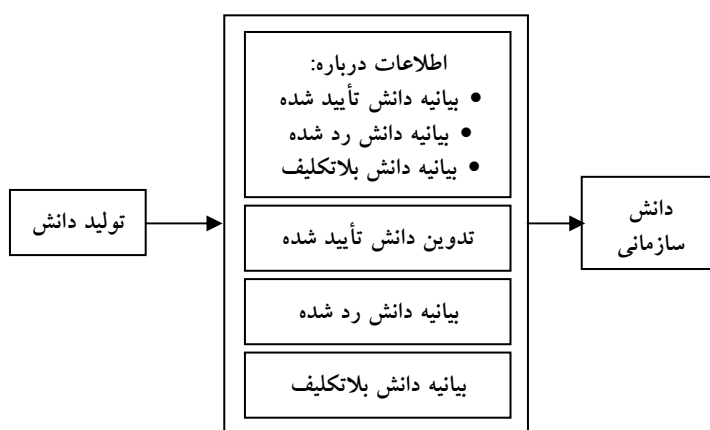 اطلاعات درباره:
• بیانیه دانش تأیید شده
• بیانیه دانش رد شده
• بیانیه دانش بلاتکلیف
تولید دانش
تدوین دانش تأیید شده
بیانیه دانش رد شده
بیانیه دانش بلاتکلیف
دانش
سازمانی